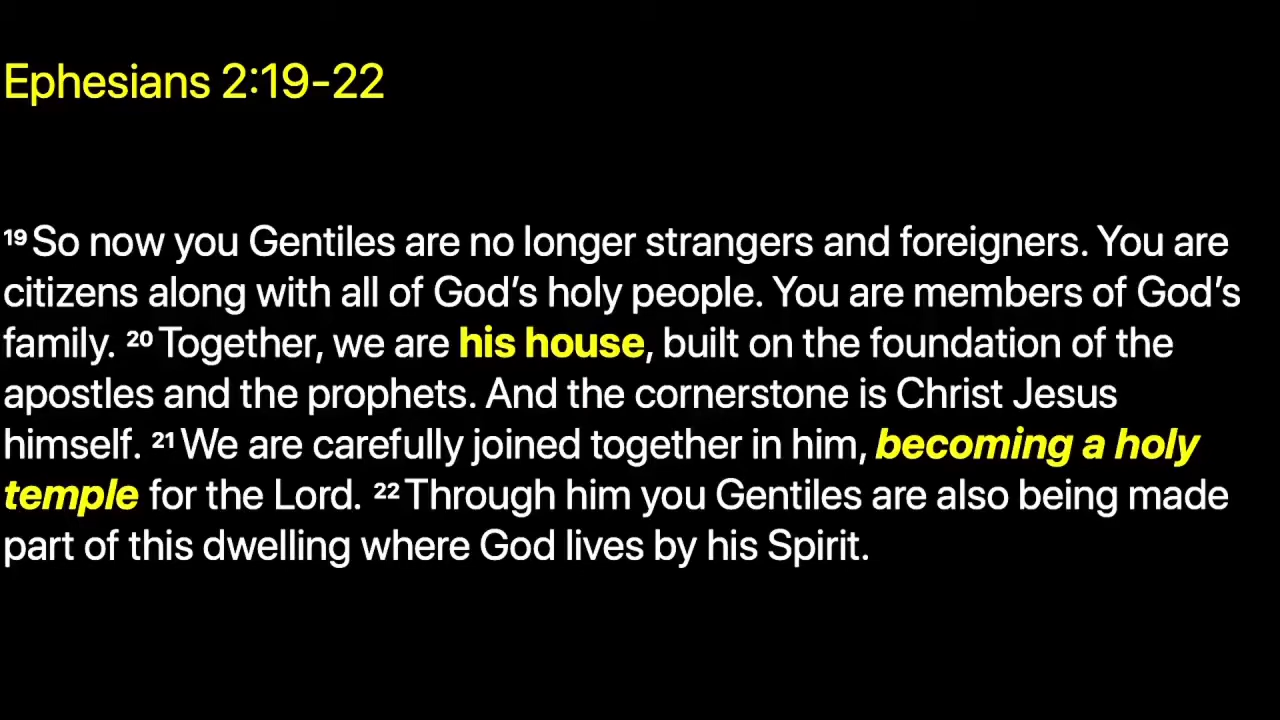 Ephesians 2:19-22
19 So now you Gentiles are no longer strangers and foreigners. You are
citizens along with all of God’s holy people. You are members of God’s
family. 20 Together, we are his house, built on the foundation of the
apostles and the prophets. And the cornerstone is Christ Jesus
himself. 21 We are carefully joined together in him, becoming a holy
temple for the Lord. 22 Through him you Gentiles are also being made
part of this dwelling where God lives by his Spirit.